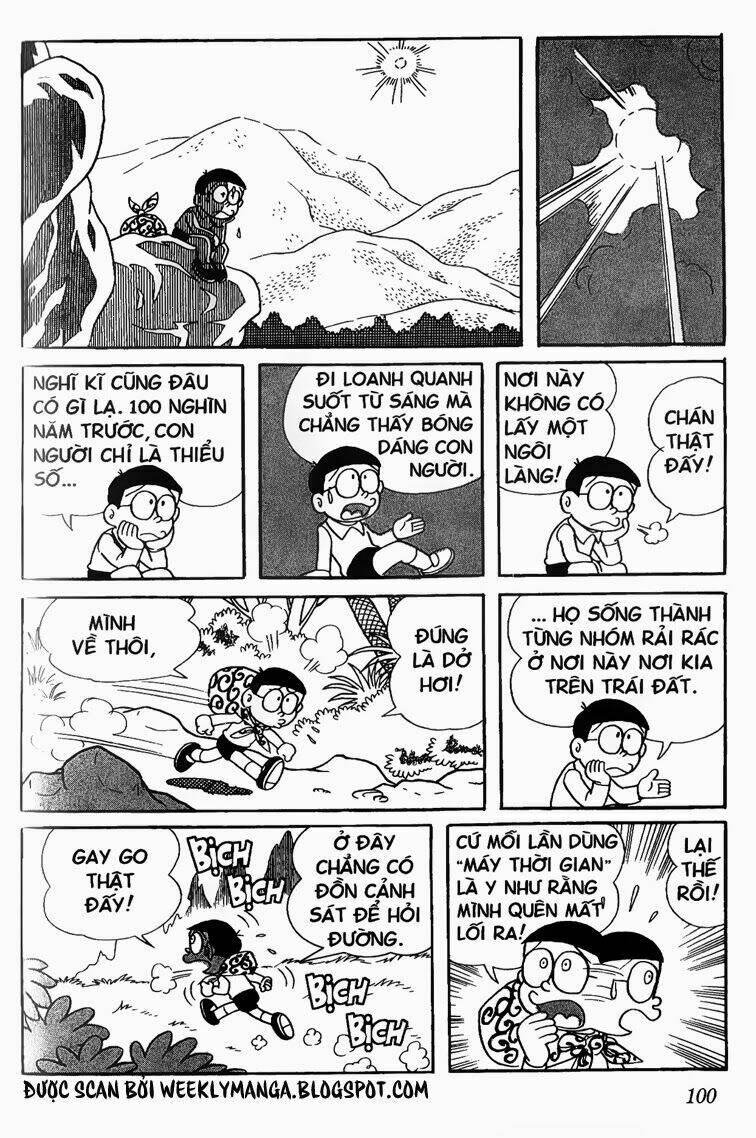 CHÁN
THẬT
ĐẤY!
NƠI NÀY
KHÔNG CÓ
LẤY MỘT
NGÔI
LÀNG!
ĐI LOANH QUANH
SUỐT TỪ SÁNG MÀ
CHẲNG THẤY BÓNG
DÁNG CON
NGƯỜI.
NGHĨ KĨ CŨNG ĐÂU
CÓ GÌ LẠ. 100 NGHÌN
NĂM TRƯỚC, CON
NGƯỜI CHỈ LÀ THIỂU
SỐ...
... HỌ SỐNG THÀNH
TỪNG NHÓM RẢI RÁC
Ở NƠI NÀY NƠI KIA
TRÊN TRÁI ĐẤT.
ĐÚNG
LÀ DỞ
HƠI!
MÌNH
VỀ THÔI,
LẠI
THẾ
RỒI!
CỨ MỖI LẦN DÙNG
"MÁY THỜI GIAN"
LÀ Y NHƯ RẰNG
MÌNH QUÊN MẤT
LỐI RA!
Ở ĐÂY
CHẲNG CÓ
ĐỒN CẢNH
SÁT ĐỂ HỎI
ĐƯỜNG.
BỊCH
BỊCH
GAY GO
THẬT
ĐẤY!
BỊCH
BỊCH
ĐƯỢC SCAN BỞI WEEKLYMANGA.BLOGSPOT.COM
100